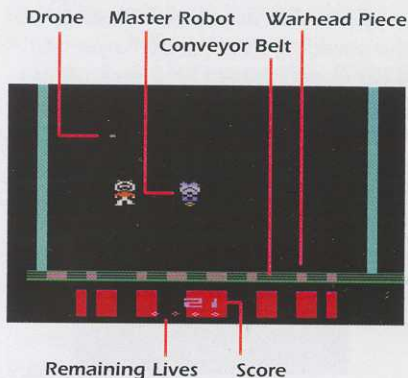 Drone Master Robot Warhead Piece
Conveyor Belt
21
Remaining Lives Score